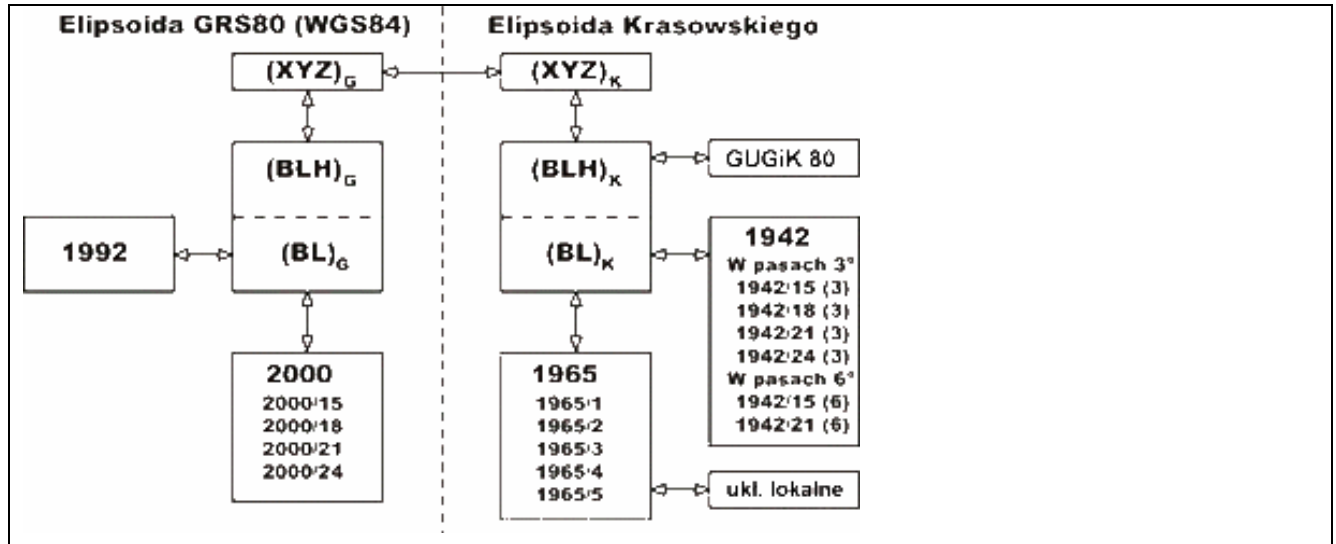 Elipsoida GRS80 (WGS84)
Elipsoida Krasowskiego
(XYZ)G
(XYZ)K
(BLH)G
(BLH)K
GUGiK 80
1992
(BL)G
(BL)K
1942
W pasach 3°
1942/15 (3)
1942/18 (3)
1942/21 (3)
1942/24 (3)
W pasach 6°
1942/15 (6)
1942/21 (6)
2000
2000/15
2000/18
2000/21
2000/24
1965
1965/1
1965/2
1965/3
1965/4
1965/5
ukl. lokalne